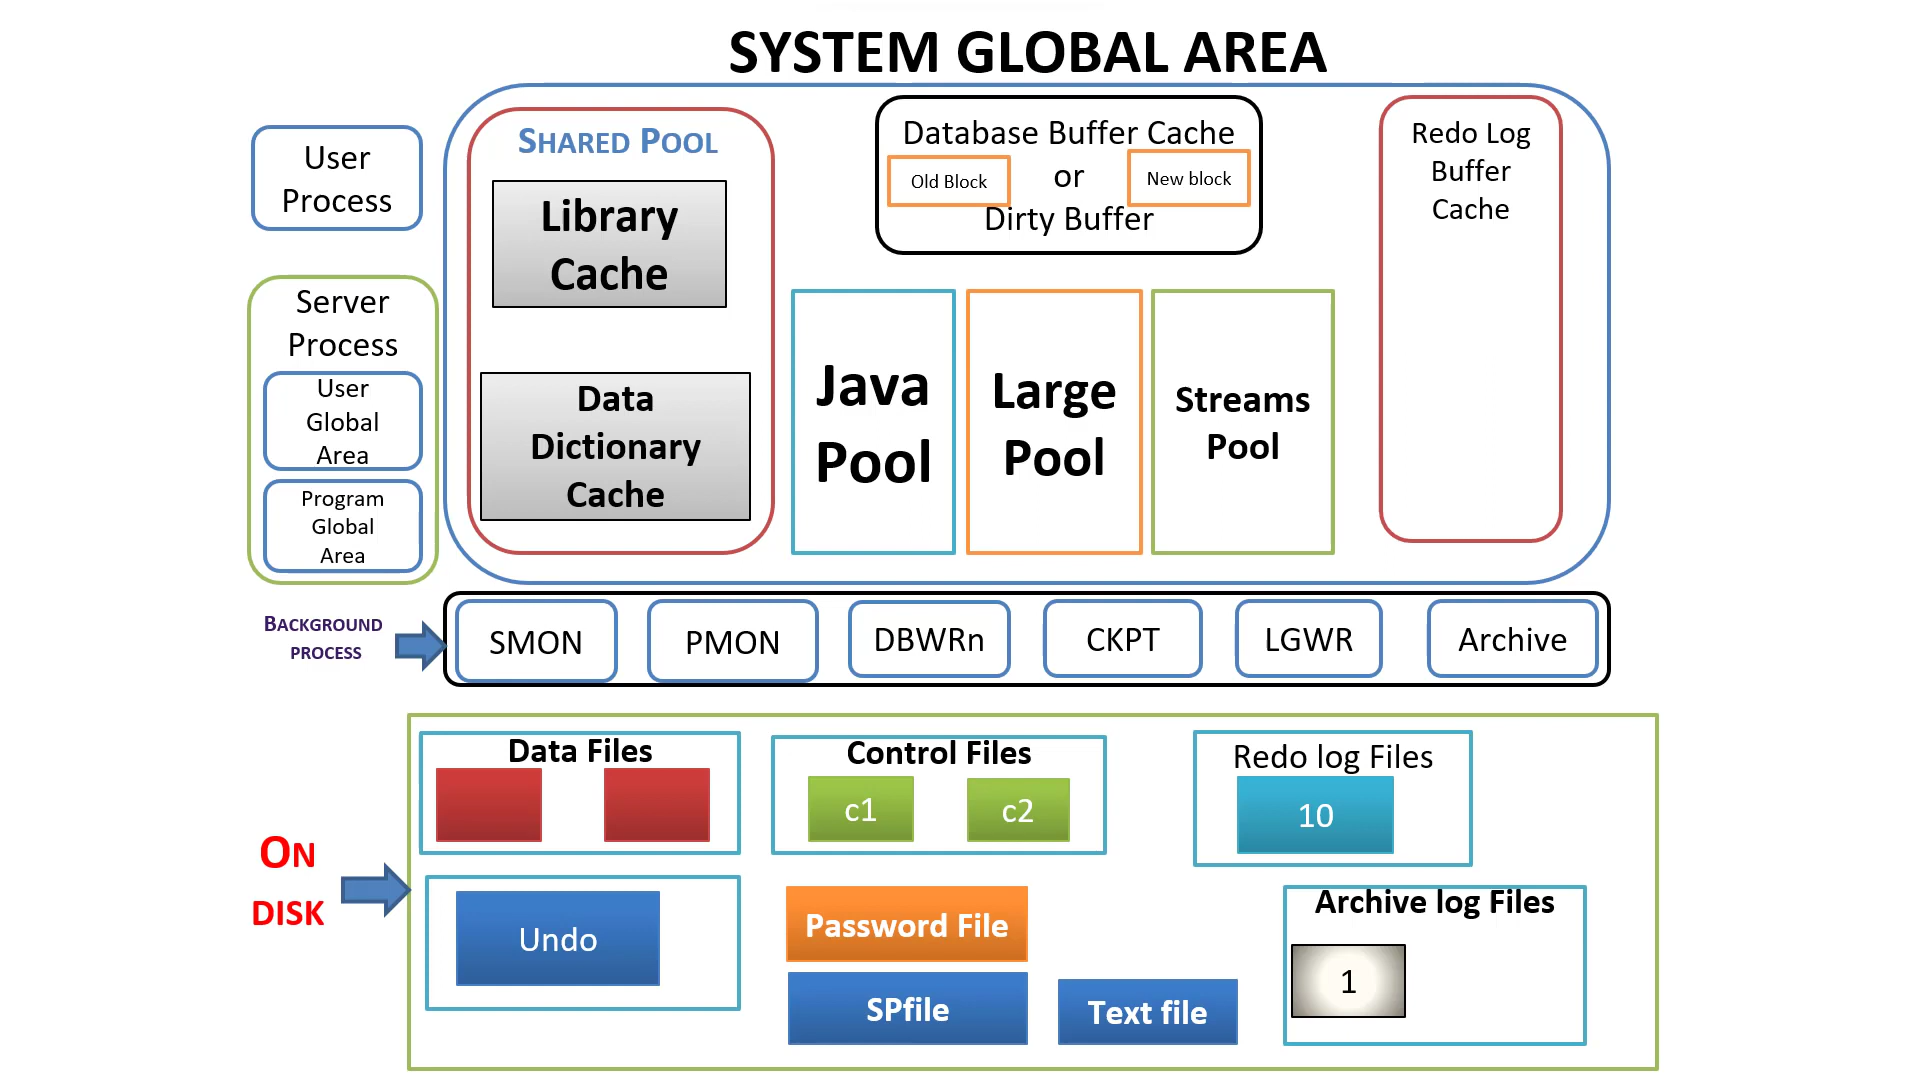 SYSTEM GLOBAL AREA
User
Process
Server
Process
User
Global
Area
Program
Global
Area
SHARED POOL
Library
Cache
Data
Dictionary
Cache
Database Buffer Cache
Old Block
or
New block
Dirty Buffer
Java
Pool
Large
Pool
Streams
Pool
Redo Log
Buffer
Cache
BACKGROUND
PROCESS
SMON
PMON
DBWRn
CKPT
LGWR
Archive
ON
DISK
Data Files
Control Files
c1
c2
Redo log Files
10
Undo
Password File
SPfile
Text file
Archive log Files
1